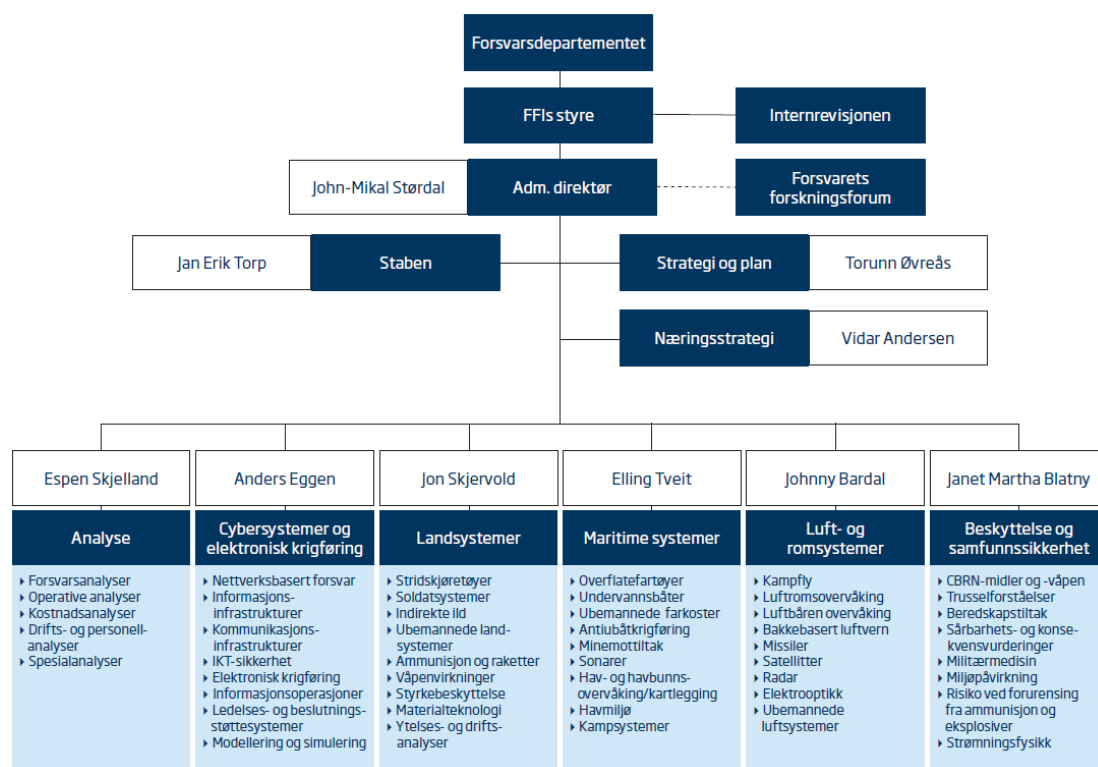 Forsvarsdepartementet
FFIs styre
Internrevisjonen
John-Mikal Størdal
Adm. direktør
Forsvarets
forskningsforum
Jan Erik Torp
Staben
Strategi og plan
Torunn Øvreås
Næringsstrategi
Vidar Andersen
Espen Skjelland
Analyse
Forsvarsanalyser
Operative analyser
Kostnadsanalyser
Drifts- og personell-
analyser
Spesialanalyser
Anders Eggen
Cybersystemer og
elektronisk krigføring
Nettverksbasert forsvar
Informasjons-
infrastrukturer
Kommunikasjons-
infrastrukturer
IKT-sikkerhet
Elektronisk krigføring
Informasjonsoperasjoner
Ledelses- og beslutnings-
støttesystemer
Modellering og simulering
Jon Skjervold
Landsystemer
Stridskjøretøyer
Soldatsystemer
Indirekte ild
Ubemannede land-
systemer
Ammunisjon og raketter
Våpenvirkninger
Styrkebeskyttelse
Materialteknologi
Ytelses- og drifts-
analyser
Elling Tveit
Maritime systemer
Overflatefartøyer
Undervannsbåter
Ubemannede farkoster
Antiubåtkrigføring
Minemottiltak
Sonarer
Hav- og havbunns-
overvåking/kartlegging
Havmiljø
Kampsystemer
Johnny Bardal
Luft- og
romsystemer
Kampfly
Luftromsovervåking
Luftbåren overvåking
Bakkebasert luftvern
Missiler
Satellitter
Radar
Elektrooptikk
Ubemannede
luftsystemer
Janet Martha Blatny
Beskyttelse og
samfunnssikkerhet
CBRN-midler og -våpen
Trusselforståelser
Beredskapstiltak
Sårbarhets- og konse-
kvensvurderinger
Militærmedisin
Miljøpåvirkning
Risiko ved forurensing
fra ammunisjon og
eksplosiver
Strømningsfysikk